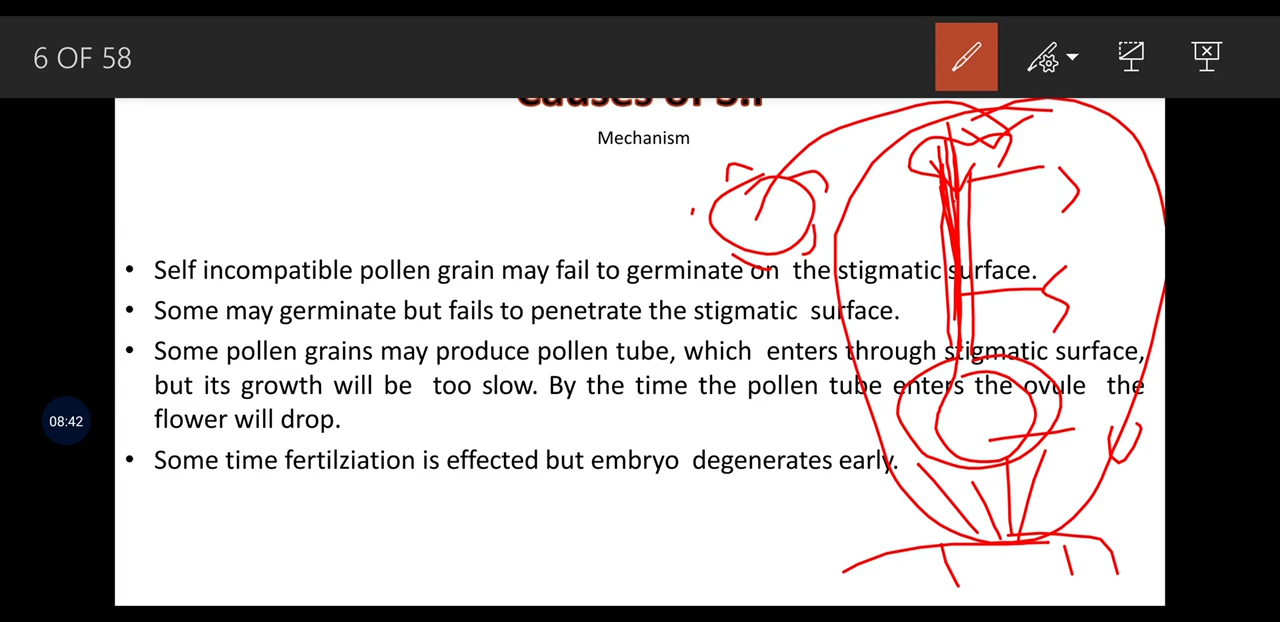 6 OF 58
Causes of S.I
Mechanism
• Self incompatible pollen grain may fail to germinate on the stigmatic surface.
• Some may germinate but fails to penetrate the stigmatic surface.
• Some pollen grains may produce pollen tube, which enters through stigmatic surface,
but its growth will be too slow. By the time the pollen tube enters the ovule the
flower will drop.
• Some time fertilziation is effected but embryo degenerates early.
08:42